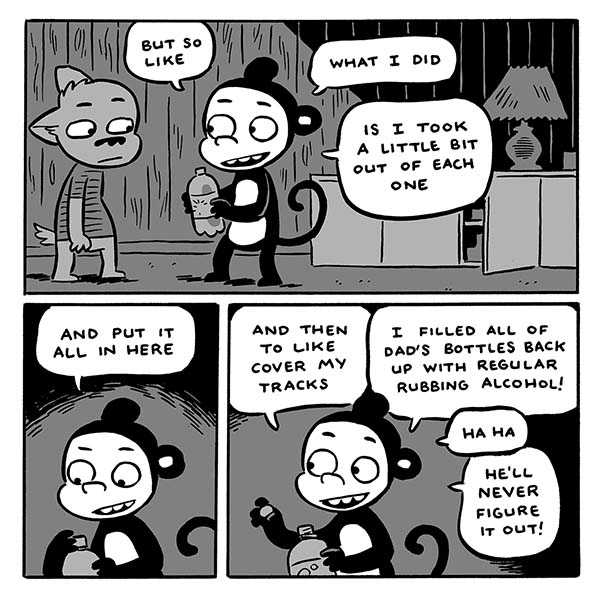 BUT SO
LIKE
WHAT I DID
IS I TOOK
A LITTLE BIT
OUT OF EACH
ONE
AND PUT IT
ALL IN HERE
AND THEN
TO LIKE
COVER MY
TRACKS
I FILLED ALL OF
DAD'S BOTTLES BACK
UP WITH REGULAR
RUBBING ALCOHOL!
HA HA
HE'LL
NEVER
FIGURE
IT OUT!